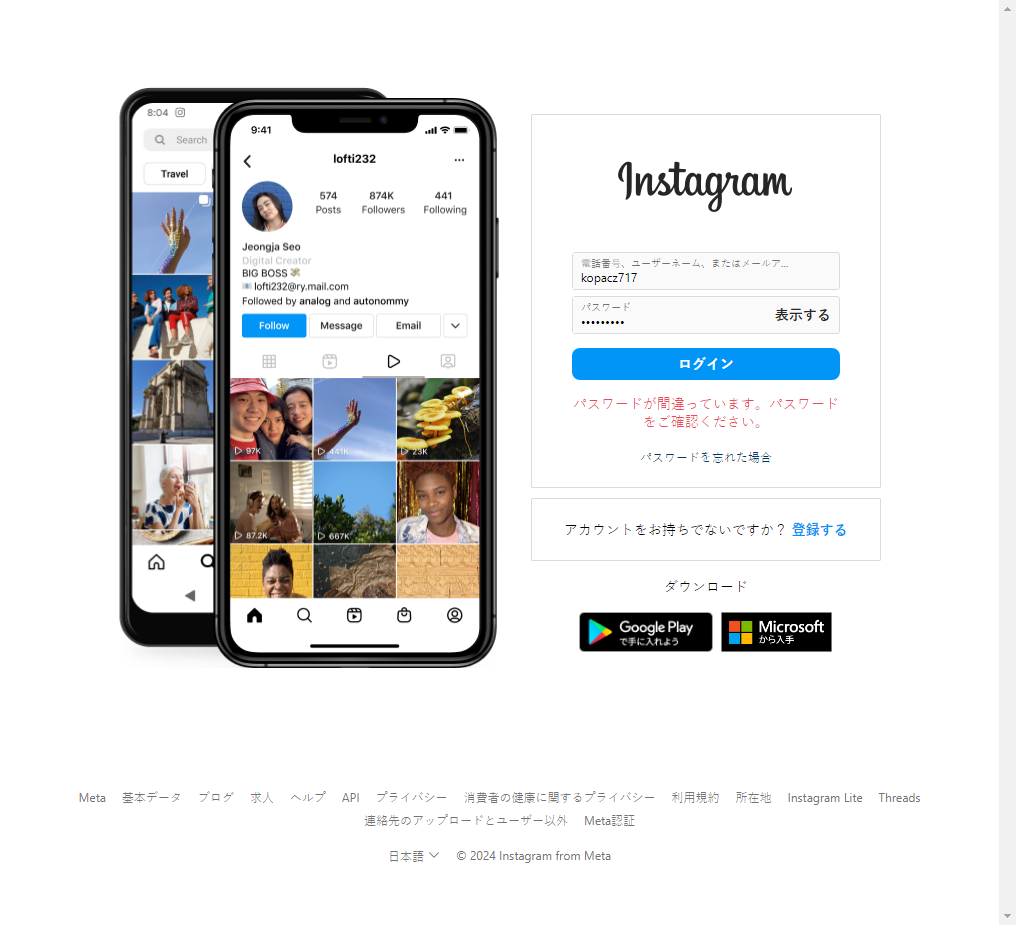 8:04
Search
Travel
9:41
lofti232
574
874K
441
Posts
Followers
Following
Jeongja Seo
Digital Creator
BIG BOSS
lofti232@ry.mail.com
Followed by analog and autonommy
Follow
Message
Email
97K
441K
23K
87.2K
667K
Instagram
電話番号、ユーザーネーム、またはメールア...
kopacz717
パスワード
•••••••••
表示する
ログイン
パスワードが間違っています。パスワード
をご確認ください。
パスワードを忘れた場合
アカウントをお持ちでないですか？ 登録する
ダウンロード
Google Play
で手に入れよう
Microsoft
から入手
Meta 基本データ ブログ 求人 ヘルプ API プライバシー 消費者の健康に関するプライバシー 利用規約 所在地 Instagram Lite Threads
連絡先のアップロードとユーザー以外 Meta認証
日本語 © 2024 Instagram from Meta